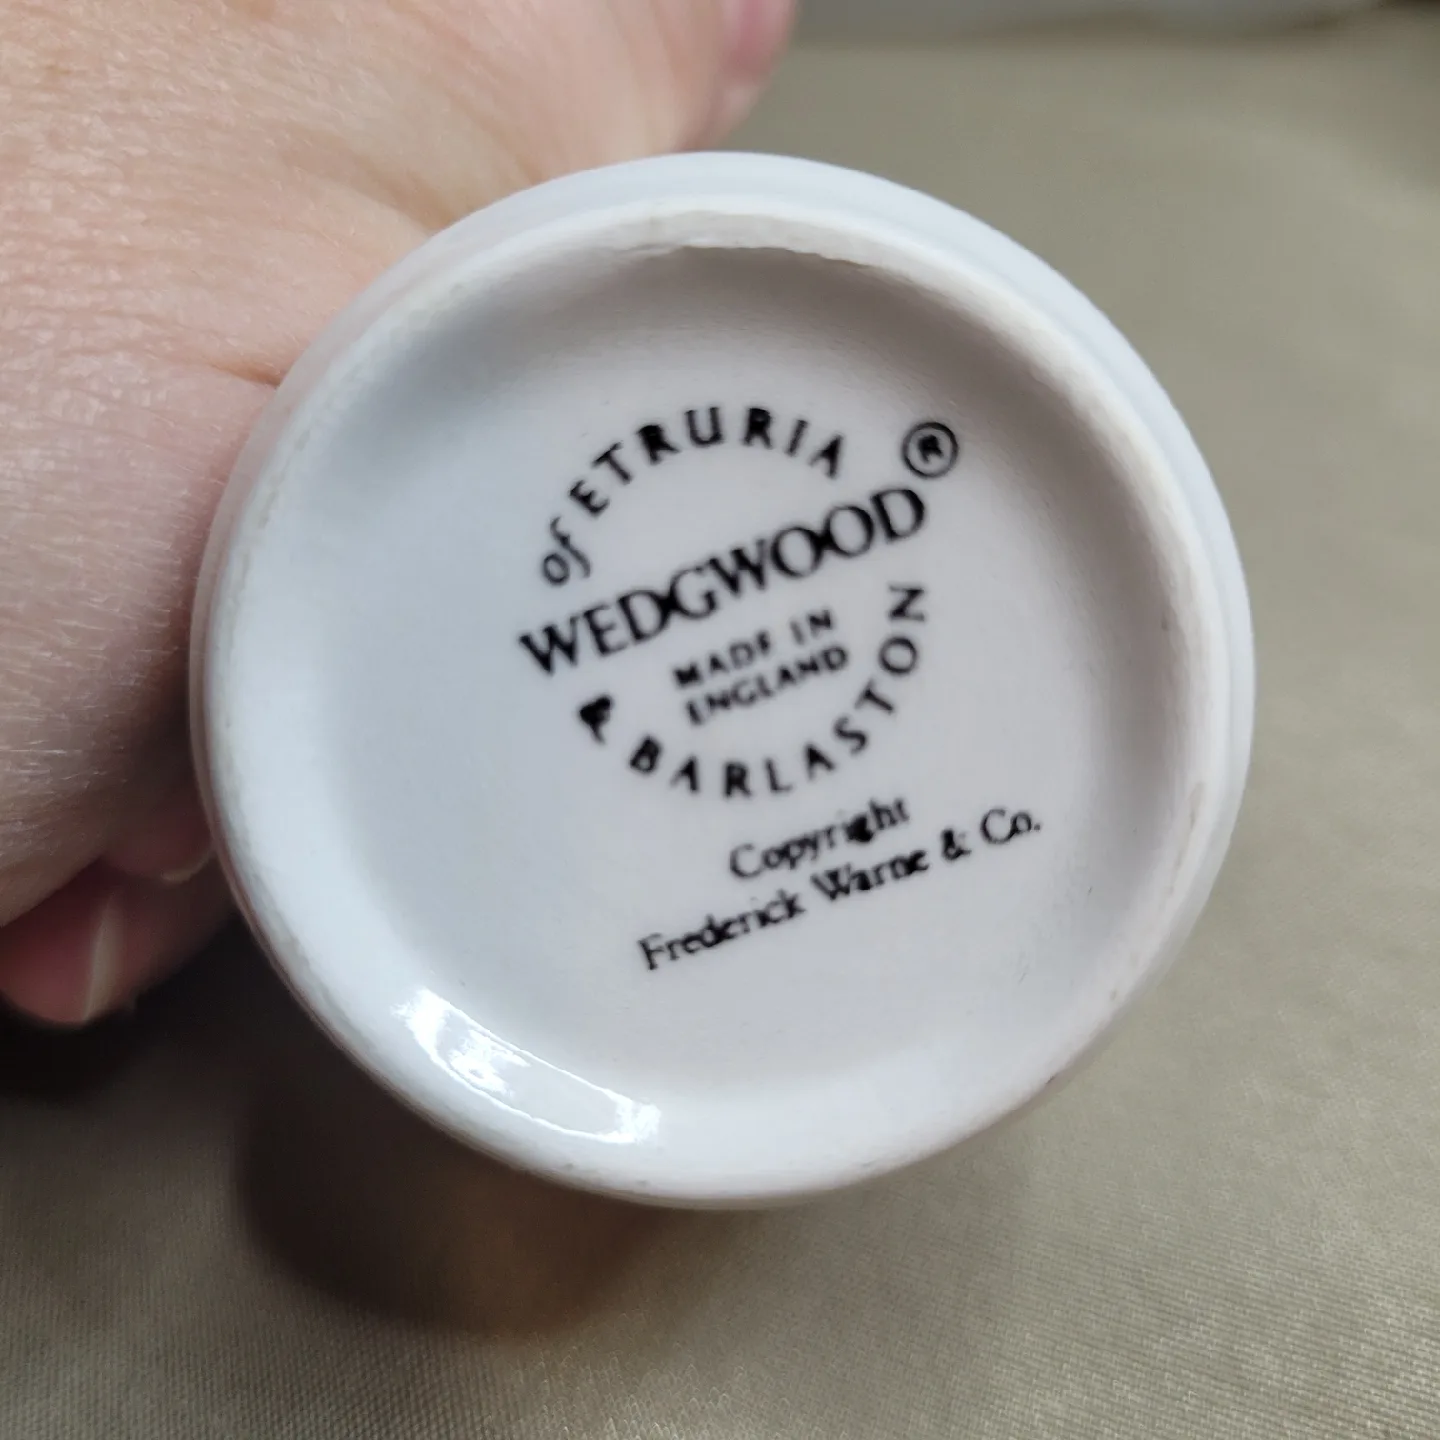 of ETRURIA
WEDGWOOD®
MADE IN
ENGLAND
& BARLASTON
Copyright
Frederick Warne & Co.